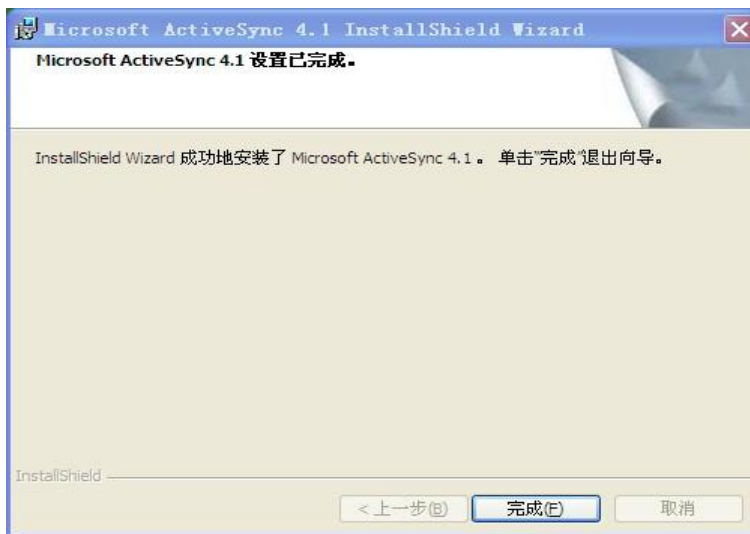 Microsoft ActiveSync 4.1 InstallShield Wizard
Microsoft ActiveSync 4.1 设置已完成。
InstallShield Wizard 成功地安装了 Microsoft ActiveSync 4.1 。 单击“完成”退出向导。
InstallShield
< 上一步(B) 完成(F) 取消